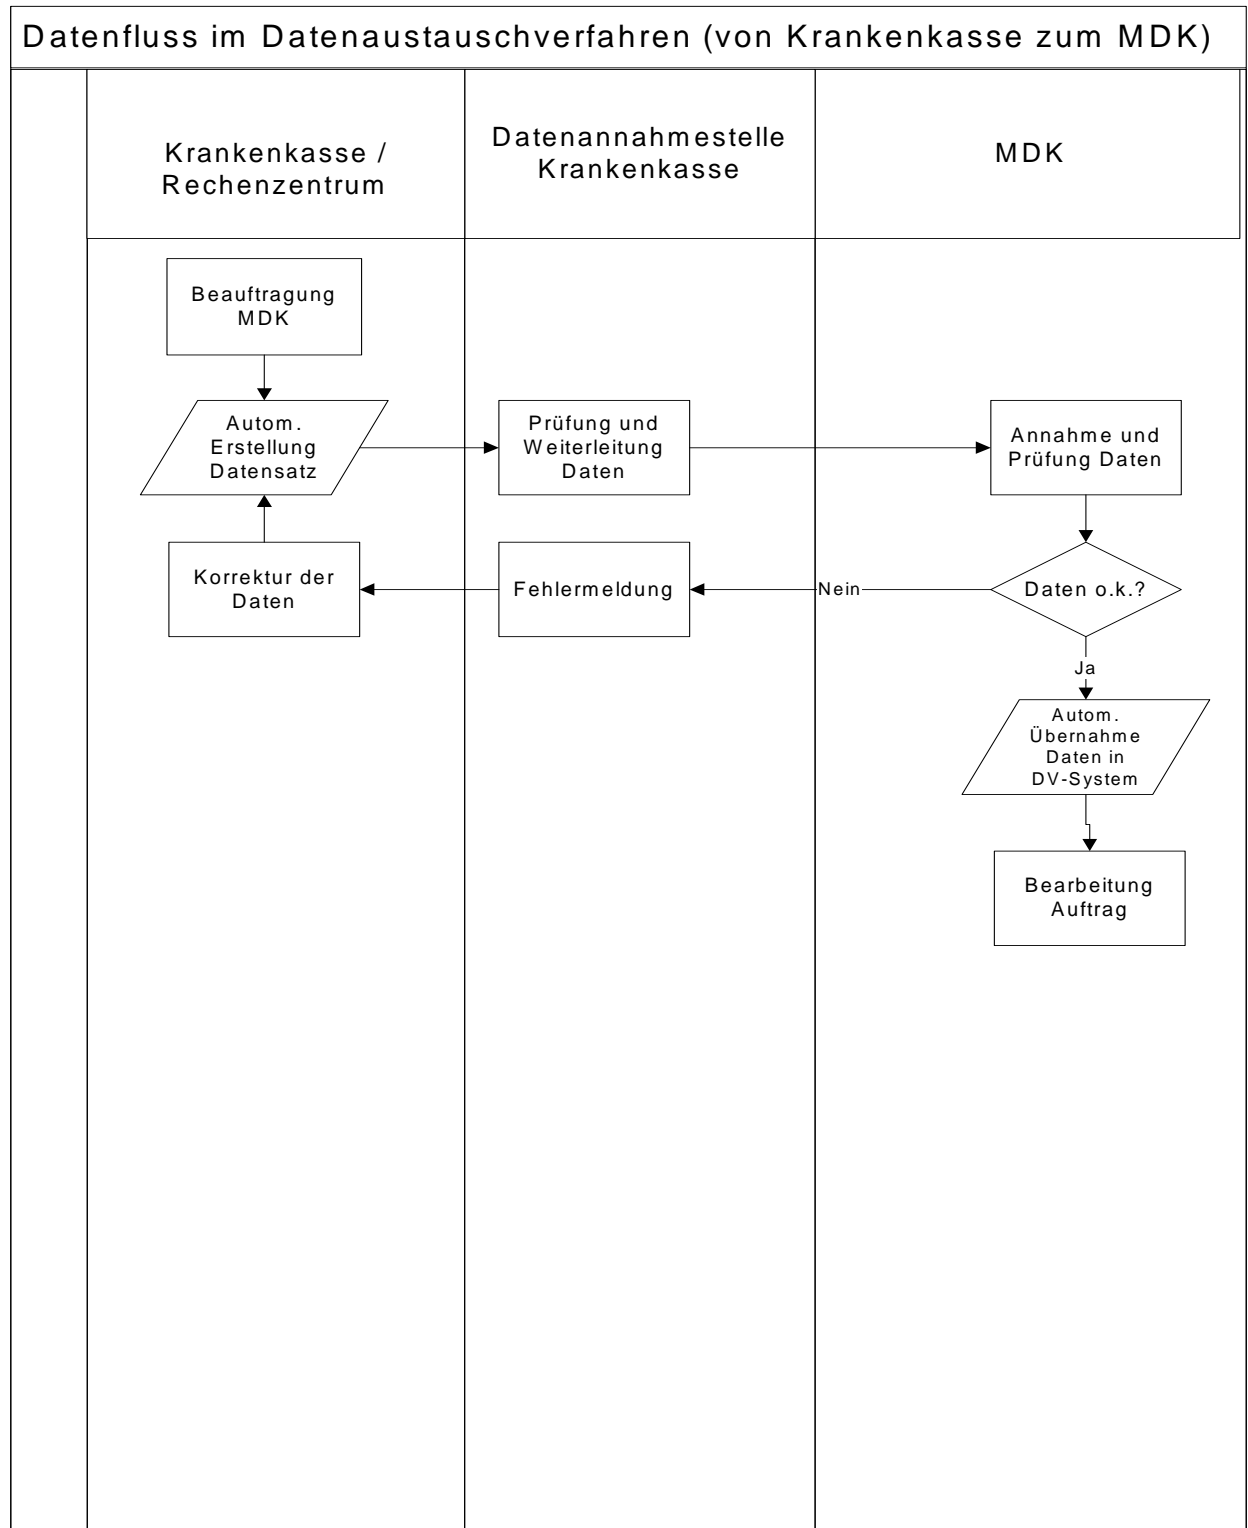 Datenfluss im Datenaustauschverfahren (von Krankenkasse zum MDK)
Krankenkasse /
Rechenzentrum
Datenannahmestelle
Krankenkasse
MDK
Beauftragung
MDK
Autom.
Erstellung
Datensatz
Prüfung und
Weiterleitung
Daten
Annahme und
Prüfung Daten
Korrektur der
Daten
Fehlermeldung
Nein
Daten o.k.?
Ja
Autom.
Übernahme
Daten in
DV-System
Bearbeitung
Auftrag